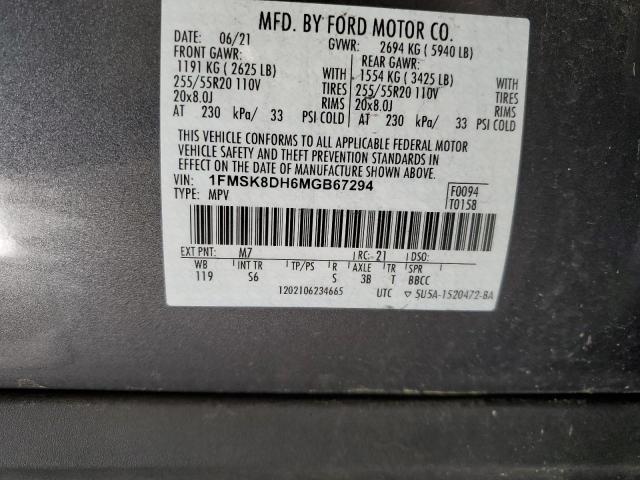 MFD. BY FORD MOTOR CO.
DATE: 06/21 GVWR: 2694 KG ( 5940 LB)
FRONT GAWR: REAR GAWR:
1191 KG ( 2625 LB) WITH 1554 KG ( 3425 LB) WITH
255/55R20 110V TIRES 255/55R20 110V TIRES
20x8.0J RIMS 20x8.0J RIMS
AT 230 kPa/ 33 PSI COLD AT 230 kPa/ 33 PSI COLD
THIS VEHICLE CONFORMS TO ALL APPLICABLE FEDERAL MOTOR
VEHICLE SAFETY AND THEFT PREVENTION STANDARDS IN
EFFECT ON THE DATE OF MANUFACTURE SHOWN ABOVE.
VIN: 1FMSK8DH6MGB67294 F0094
TYPE: MPV T0158
EXT PNT: M7 RC: 21 DSO:
WB INT TR TP/PS R AXLE TR SPR
119 S6 S 3B T BBCC
1202106234665 UTC ▽ SU5A-1520472-BA